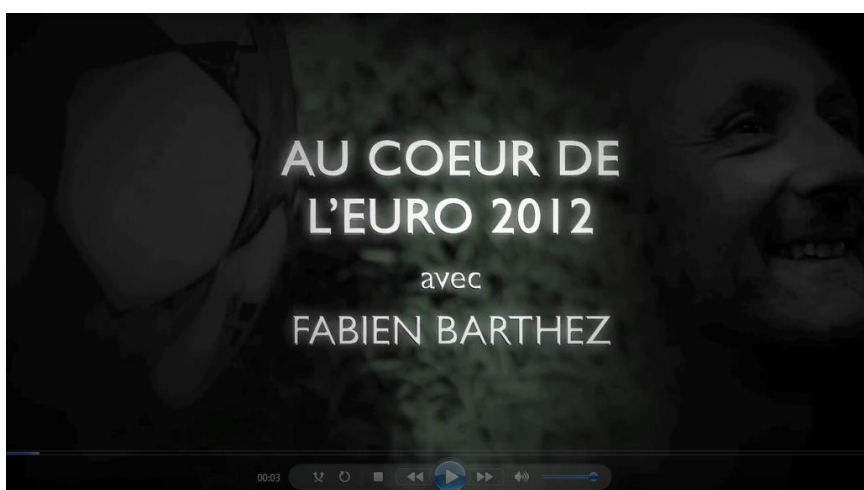 AU COEUR DE
L'EURO 2012
avec
FABIEN BARTHEZ
00:03